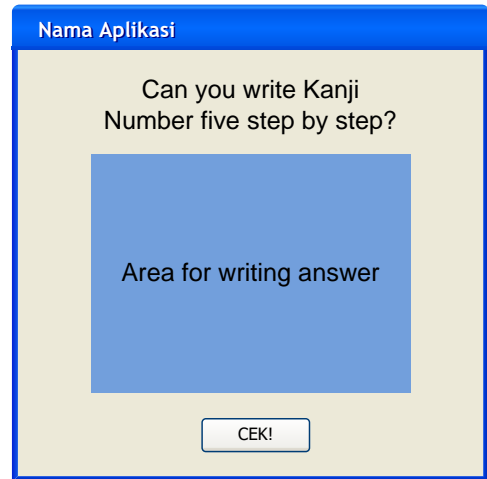 Nama Aplikasi
Can you write Kanji
Number five step by step?
Area for writing answer
CEK!